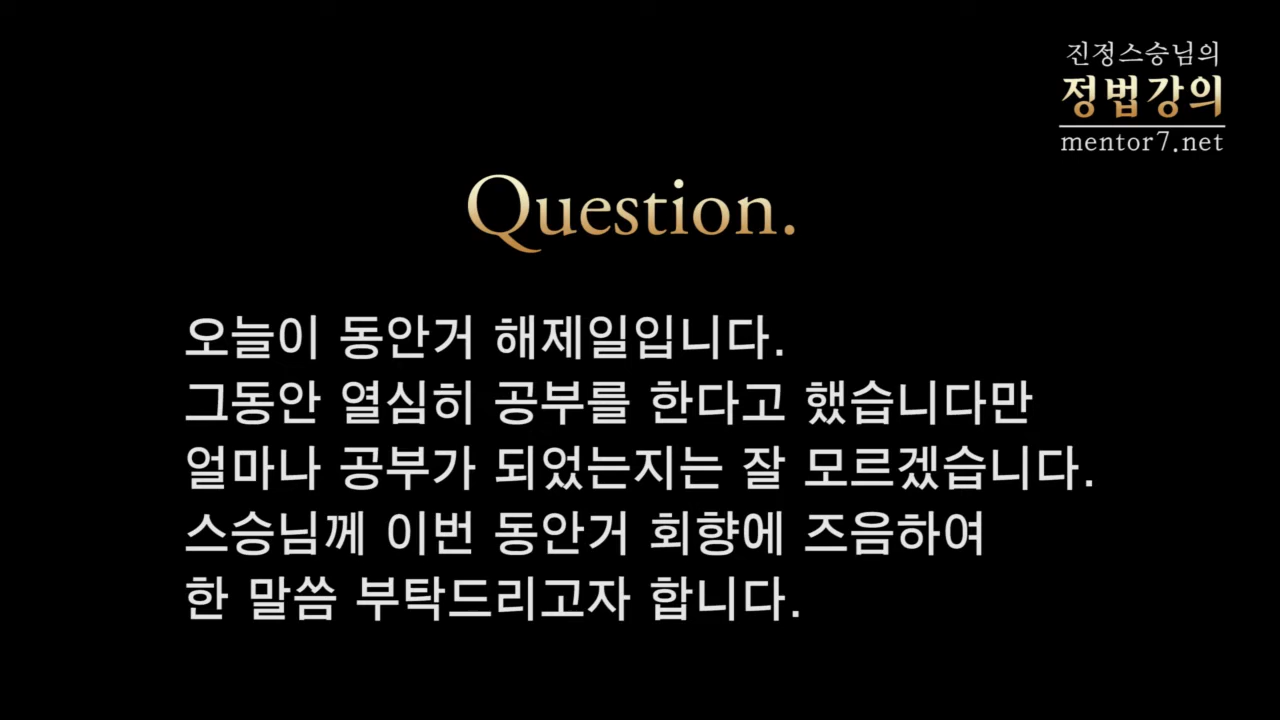 진정스승님의
정법강의
mentor7.net
Question.
오늘이 동안거 해제일입니다.
그동안 열심히 공부를 한다고 했습니다만
얼마나 공부가 되었는지는 잘 모르겠습니다.
스승님께 이번 동안거 회향에 즈음하여
한 말씀 부탁드리고자 합니다.